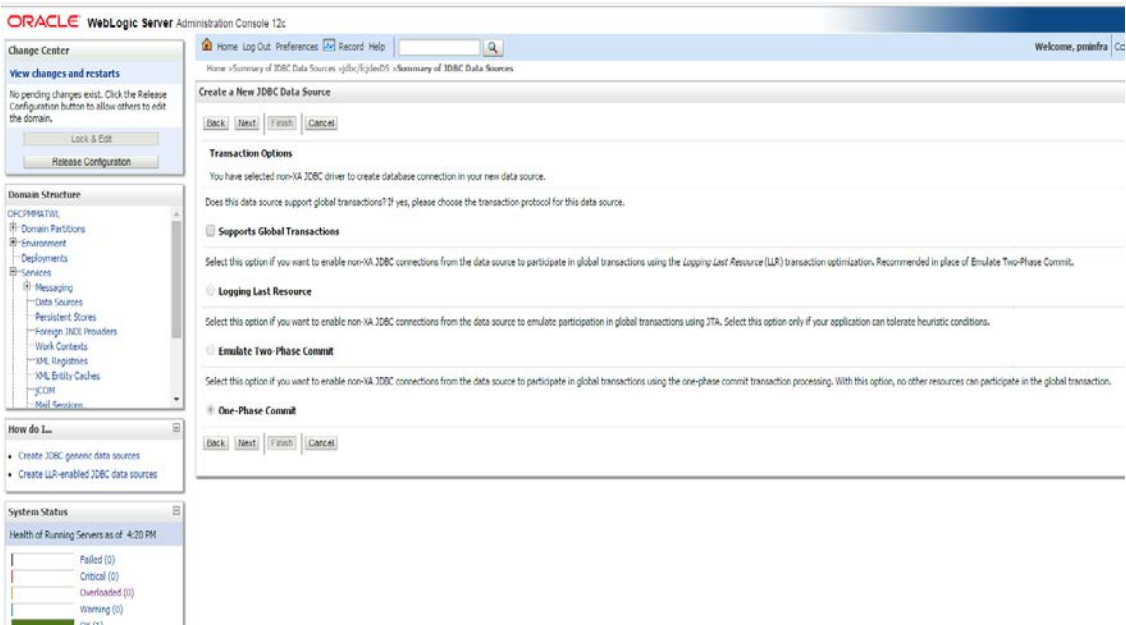 ORACLE WebLogic Server Administration Console 12c
Change Center
View changes and restarts
No pending changes exist. Click the Release
Configuration button to allow others to edit
the domain.
Lock & Edit
Release Configuration
Domain Structure
OFCPMMATWL
Domain Partitions
Environment
Deployments
Services
Messaging
Data Sources
Persistent Stores
Foreign JNDI Providers
Work Contexts
XML Registries
XML Entity Caches
jCOM
Mail Sessions
How do I...
Create JDBC generic data sources
Create LLR-enabled JDBC data sources
System Status
Health of Running Servers as of 4:20 PM
Failed (0)
Critical (0)
Overloaded (0)
Warning (0)
OK (1)
Home Log Out Preferences Record Help
Welcome, pminfra
Home >Summary of JDBC Data Sources >jdbc/fcjdevDS >Summary of JDBC Data Sources
Create a New JDBC Data Source
Back Next Finish Cancel
Transaction Options
You have selected non-XA JDBC driver to create database connection in your new data source.
Does this data source support global transactions? If yes, please choose the transaction protocol for this data source.
Supports Global Transactions
Select this option if you want to enable non-XA JDBC connections from the data source to participate in global transactions using the Logging Last Resource (LLR) transaction optimization. Recommended in place of Emulate Two-Phase Commit.
Logging Last Resource
Select this option if you want to enable non-XA JDBC connections from the data source to emulate participation in global transactions using JTA. Select this option only if your application can tolerate heuristic conditions.
Emulate Two-Phase Commit
Select this option if you want to enable non-XA JDBC connections from the data source to participate in global transactions using the one-phase commit transaction processing. With this option, no other resources can participate in the global transaction.
One-Phase Commit
Back Next Finish Cancel